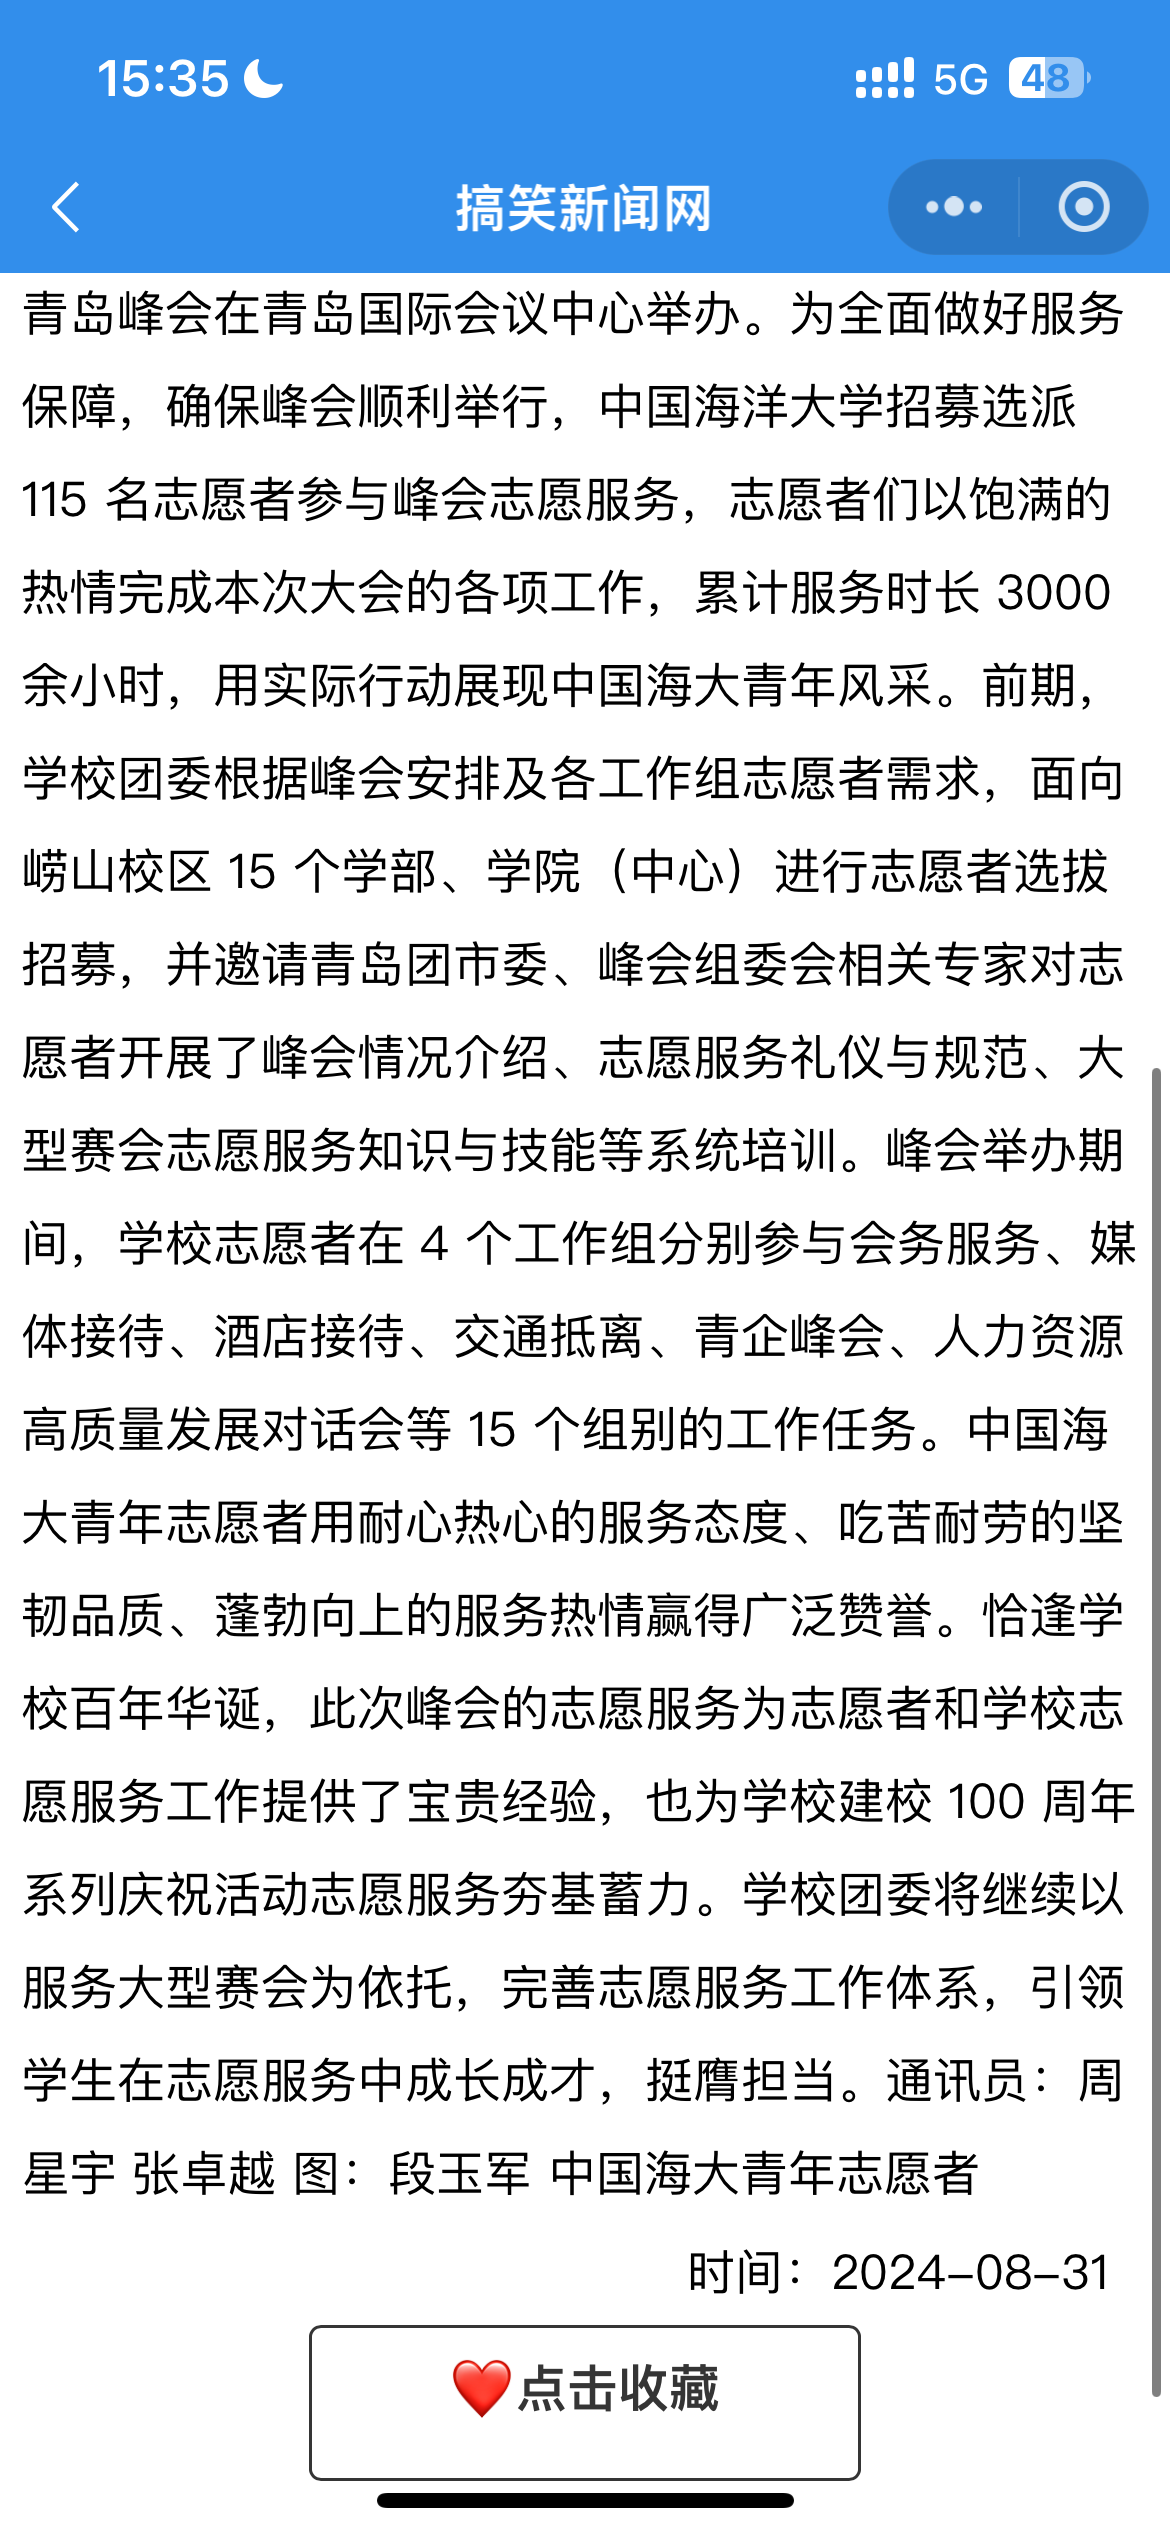 15:35
5G
48
搞笑新闻网
青岛峰会在青岛国际会议中心举办。为全面做好服务
保障，确保峰会顺利举行，中国海洋大学招募选派
115 名志愿者参与峰会志愿服务，志愿者们以饱满的
热情完成本次大会的各项工作，累计服务时长 3000
余小时，用实际行动展现中国海大青年风采。前期，
学校团委根据峰会安排及各工作组志愿者需求，面向
崂山校区 15 个学部、学院（中心）进行志愿者选拔
招募，并邀请青岛团市委、峰会组委会相关专家对志
愿者开展了峰会情况介绍、志愿服务礼仪与规范、大
型赛会志愿服务知识与技能等系统培训。峰会举办期
间，学校志愿者在 4 个工作组分别参与会务服务、媒
体接待、酒店接待、交通抵离、青企峰会、人力资源
高质量发展对话会等 15 个组别的工作任务。中国海
大青年志愿者用耐心热心的服务态度、吃苦耐劳的坚
韧品质、蓬勃向上的服务热情赢得广泛赞誉。恰逢学
校百年华诞，此次峰会的志愿服务为志愿者和学校志
愿服务工作提供了宝贵经验，也为学校建校 100 周年
系列庆祝活动志愿服务夯基蓄力。学校团委将继续以
服务大型赛会为依托，完善志愿服务工作体系，引领
学生在志愿服务中成长成才，挺膺担当。通讯员：周
星宇 张卓越 图：段玉军 中国海大青年志愿者
时间：2024-08-31
❤️点击收藏